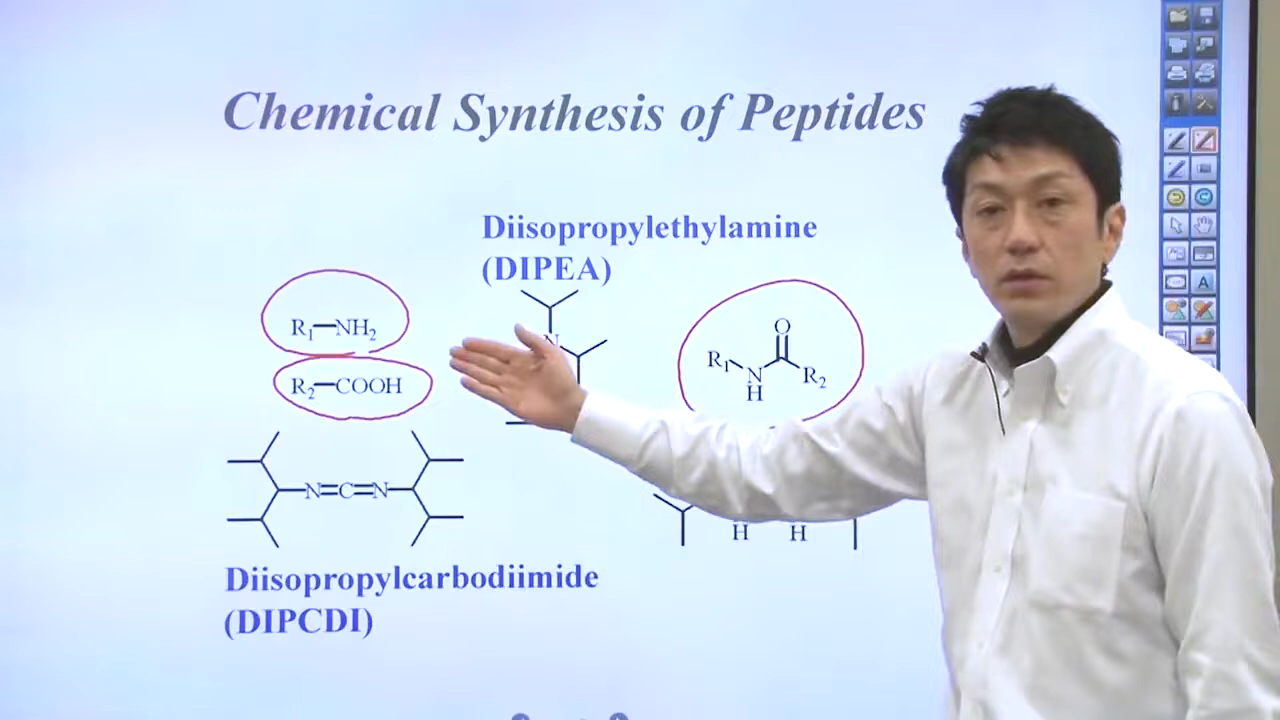 Chemical Synthesis of Peptides
Diisopropylethylamine
(DIPEA)
R₁—NH₂
R₂—COOH
N
O
R₁
N
H
R₂
N=C=N
H H
Diisopropylcarbodiimide
(DIPCDI)
A